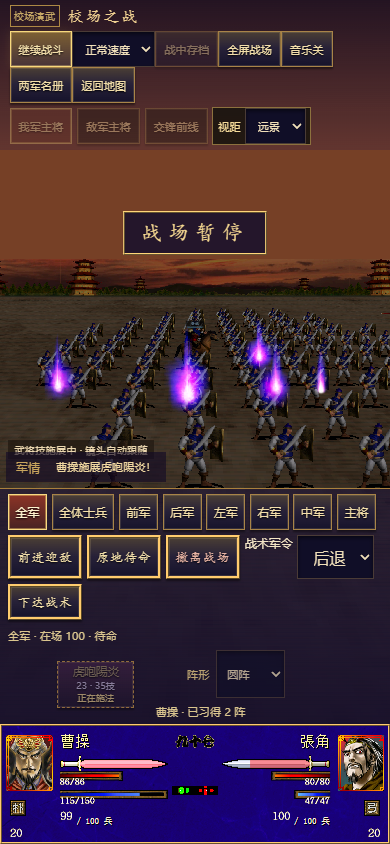 校场演武 校场之战
继续战斗 正常速度 战中存档 全屏战场 音乐关
两军名册 返回地图
我军主将 敌军主将 交锋前线 视距 远景
战场暂停
武将技施展中 · 镜头自动跟随
军情 曹操施展虎咆陽炎!
全军 全体士兵 前军 后军 左军 右军 中军 主将
前进迎敌 原地待命 撤离战场 战术军令 后退
下达战术
全军 · 在场 100 · 待命
虎咆陽炎
23 · 35技
正在施法
阵形 圆阵
曹操 · 已习得 2 阵
曹操 張角
86/86 80/80
115/150 47/47
99 / 100 兵 100 / 100 兵
20 20